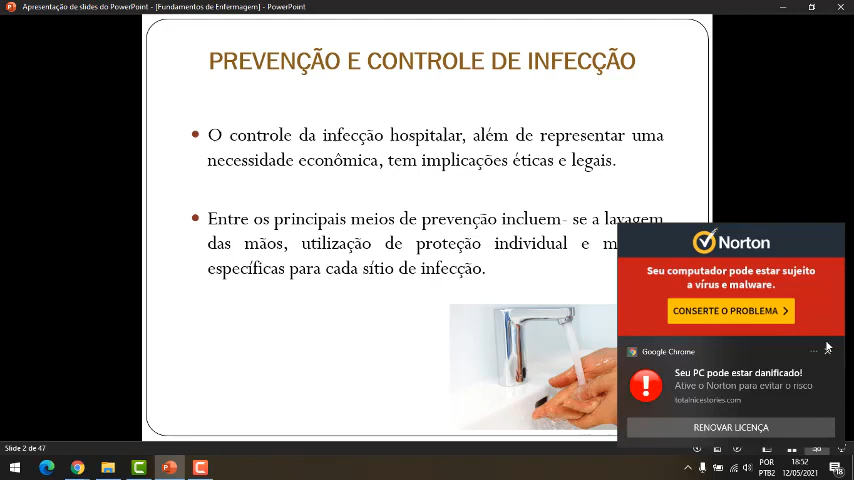 Apresentação de slides do PowerPoint - [Fundamentos de Enfermagem] - PowerPoint
PREVENÇÃO E CONTROLE DE INFECÇÃO
• O controle da infecção hospitalar, além de representar uma
necessidade econômica, tem implicações éticas e legais.
• Entre os principais meios de prevenção incluem- se a lavagem
das mãos, utilização de proteção individual e
específicas para cada sítio de infecção.
Norton
Seu computador pode estar sujeito
a vírus e malware.
CONSERTE O PROBLEMA >
Google Chrome
Seu PC pode estar danificado!
Ative o Norton para evitar o risco
totalnicestories.com
RENOVAR LICENÇA
Slide 2 de 47
POR
PTB2
18:52
12/05/2021
18